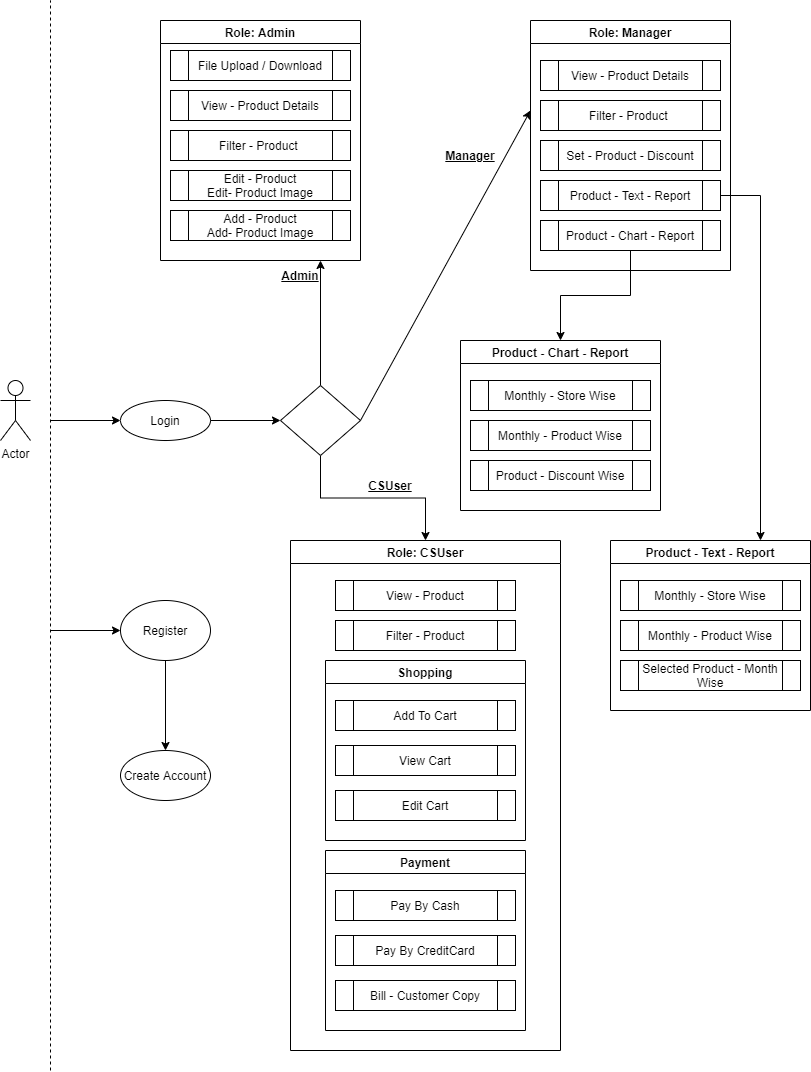 Role: Admin
File Upload / Download
View - Product Details
Filter - Product
Edit - Product
Edit- Product Image
Add - Product
Add- Product Image
Admin
Manager
Role: Manager
View - Product Details
Filter - Product
Set - Product - Discount
Product - Text - Report
Product - Chart - Report
Product - Chart - Report
Monthly - Store Wise
Monthly - Product Wise
Product - Discount Wise
Actor
Login
CSUser
Register
Create Account
Role: CSUser
View - Product
Filter - Product
Shopping
Add To Cart
View Cart
Edit Cart
Payment
Pay By Cash
Pay By CreditCard
Bill - Customer Copy
Product - Text - Report
Monthly - Store Wise
Monthly - Product Wise
Selected Product - Month
Wise